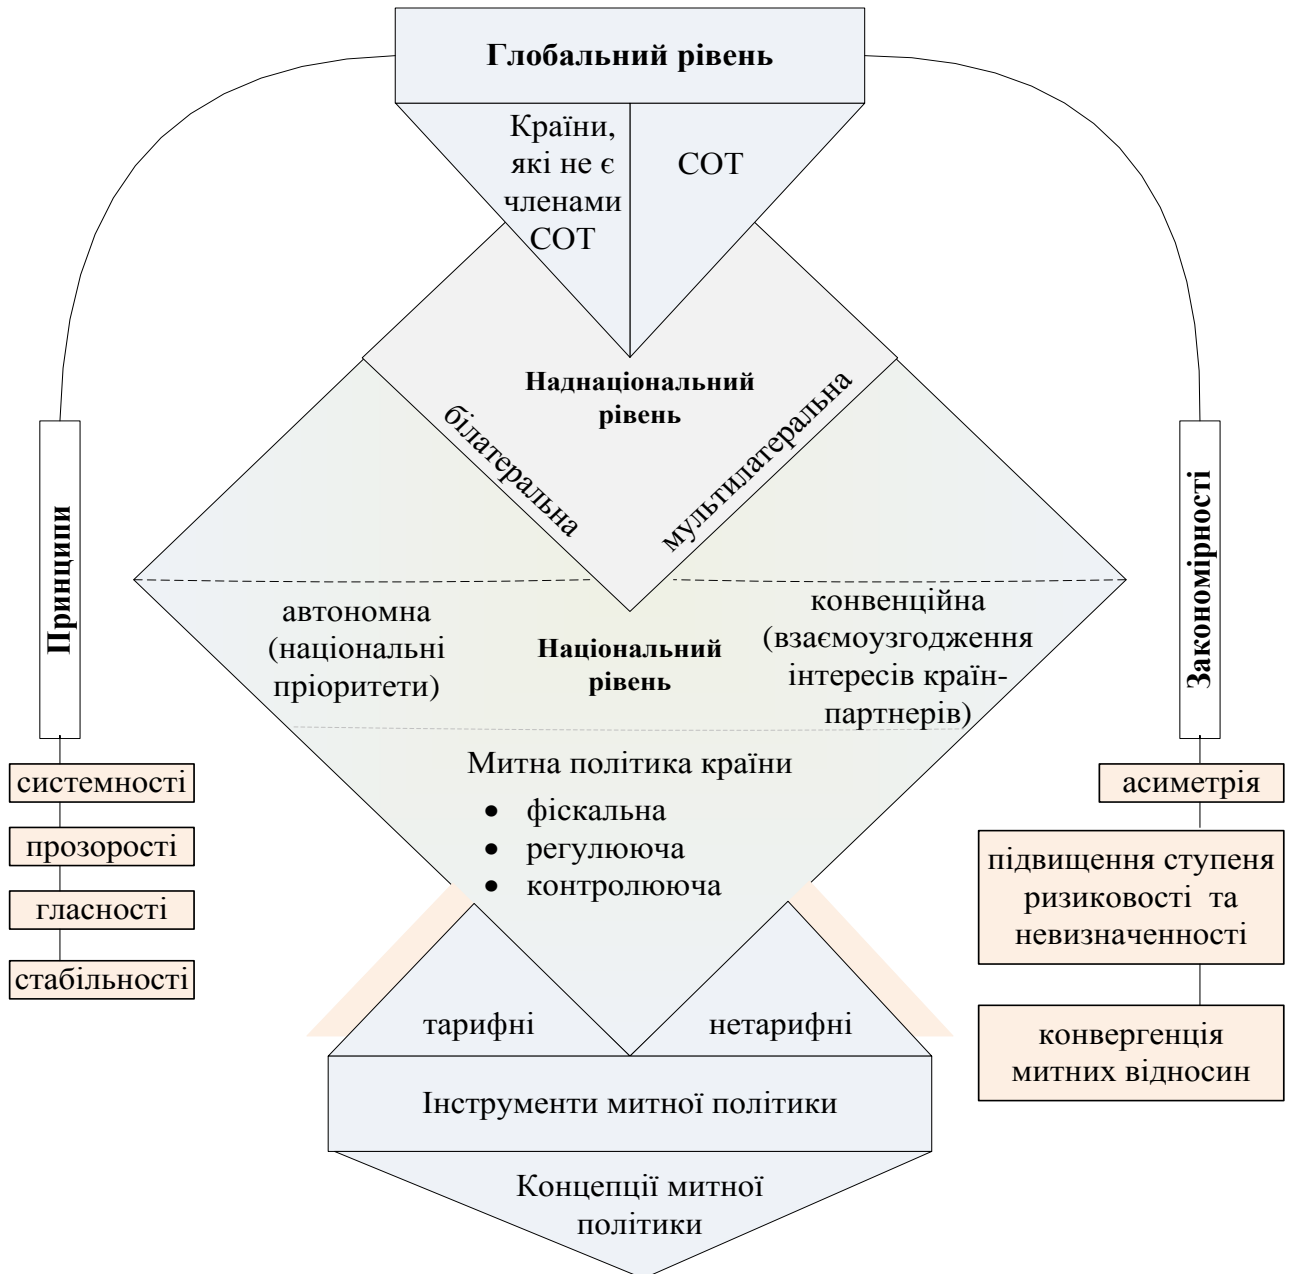 Глобальний рівень
Країни,
які не є
членами
СОТ
СОТ
Наднаціональний
рівень
білатеральна
мультилатеральна
Принципи
системності
прозорості
гласності
стабільності
автономна
(національні
пріоритети)
Національний
рівень
конвенційна
(взаємоузгодження
інтересів країн-
партнерів)
Митна політика країни
• фіскальна
• регулююча
• контролююча
Закономірності
асиметрія
підвищення ступеня
ризиковості та
невизначенності
конвергенція
митних відносин
тарифні
нетарифні
Інструменти митної політики
Концепції митної
політики